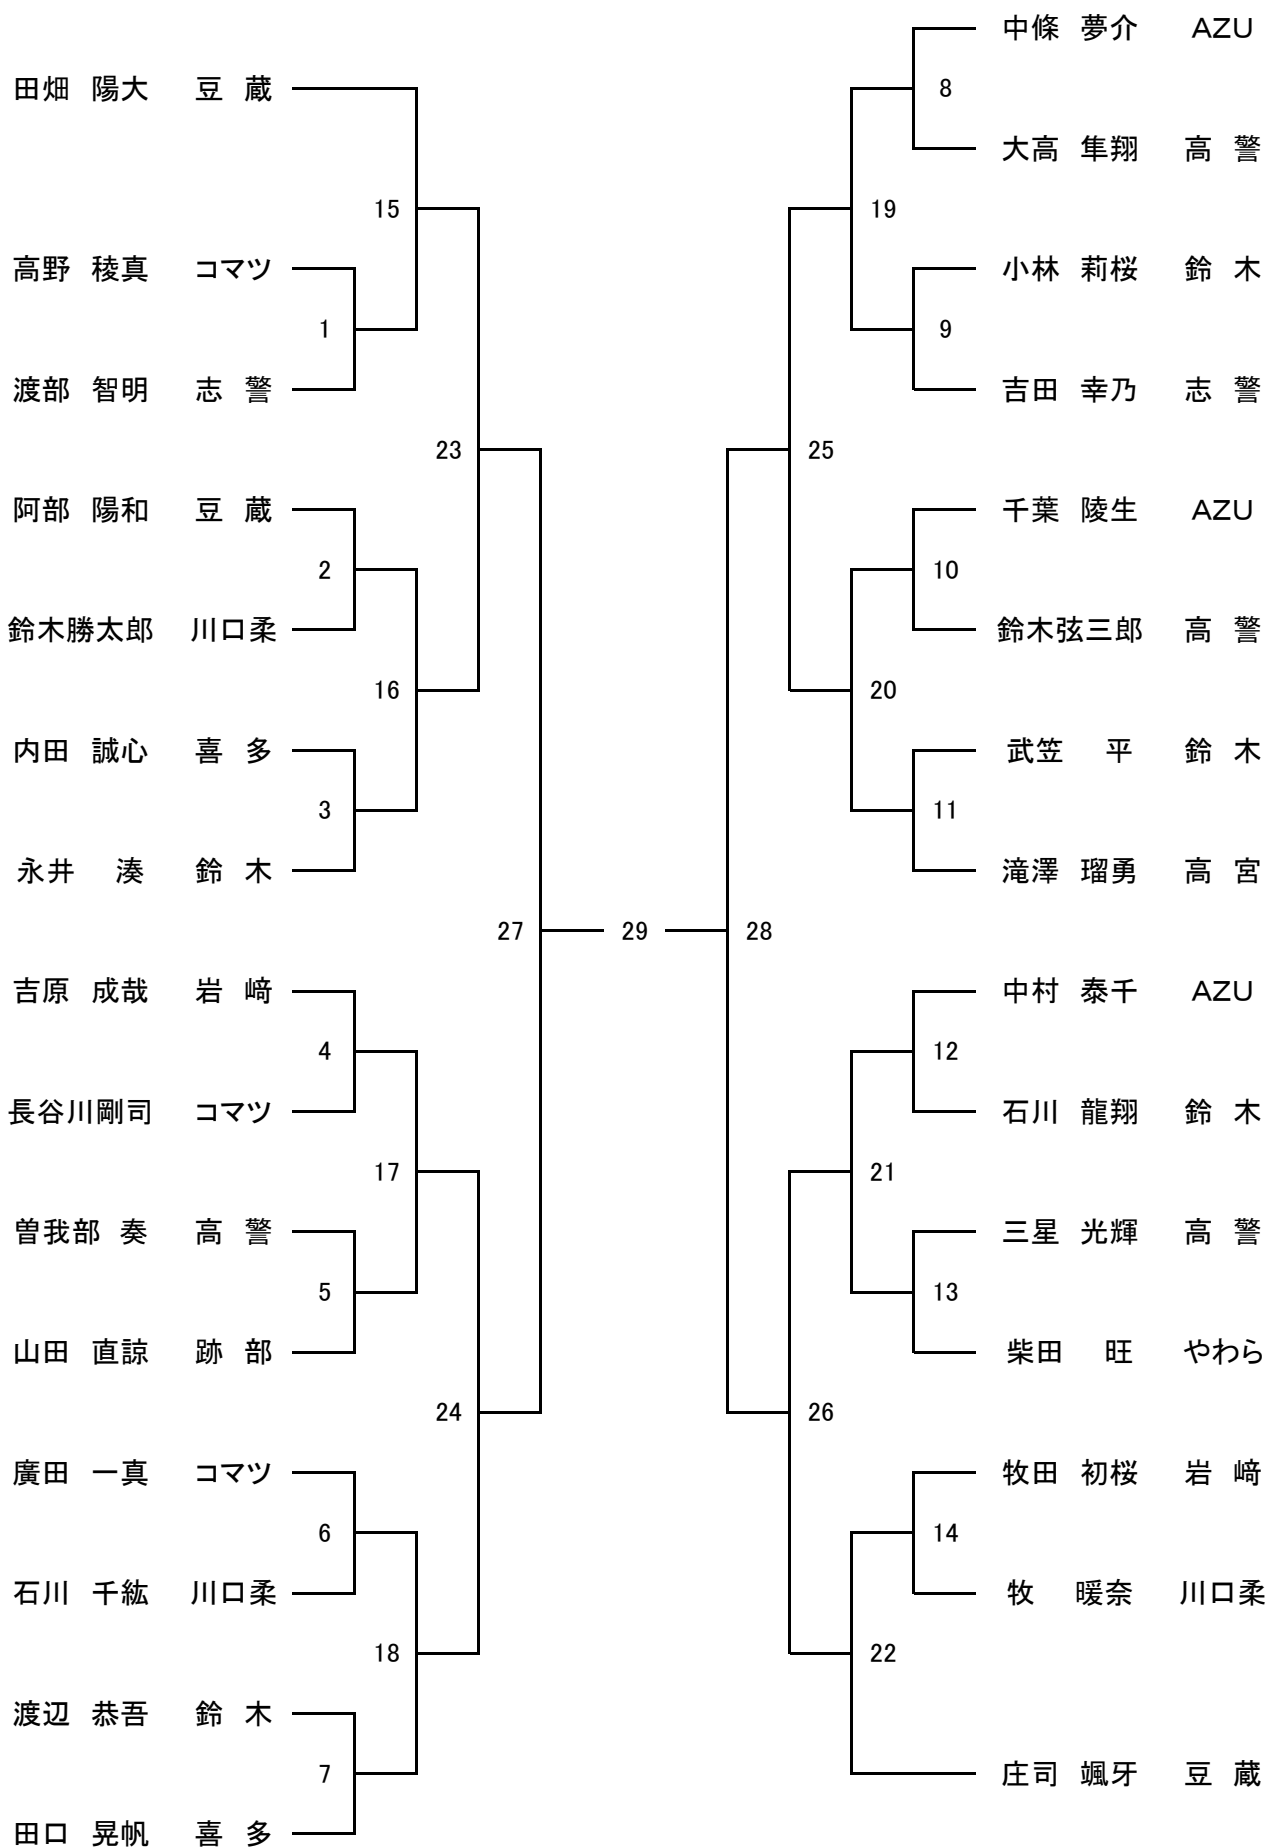 田畑 陽大 豆 蔵
15
高野 稜真 コマツ
1
渡部 智明 志 警
23
阿部 陽和 豆 蔵
2
鈴木勝太郎 川口柔
16
内田 誠心 喜 多
3
永井 湊 鈴 木
27
吉原 成哉 岩 﨑
4
長谷川剛司 コマツ
17
曽我部 奏 高 警
5
山田 直諒 跡 部
24
廣田 一真 コマツ
6
石川 千紘 川口柔
18
渡辺 恭吾 鈴 木
7
田口 晃帆 喜 多
29
中條 夢介 AZU
8
大高 隼翔 高 警
19
小林 莉桜 鈴 木
9
吉田 幸乃 志 警
25
千葉 陵生 AZU
10
鈴木弦三郎 高 警
20
武笠 平 鈴 木
11
滝澤 瑠勇 高 宮
28
中村 泰千 AZU
12
石川 龍翔 鈴 木
21
三星 光輝 高 警
13
柴田 旺 やわら
26
牧田 初桜 岩 﨑
14
牧 暖奈 川口柔
22
庄司 颯牙 豆 蔵